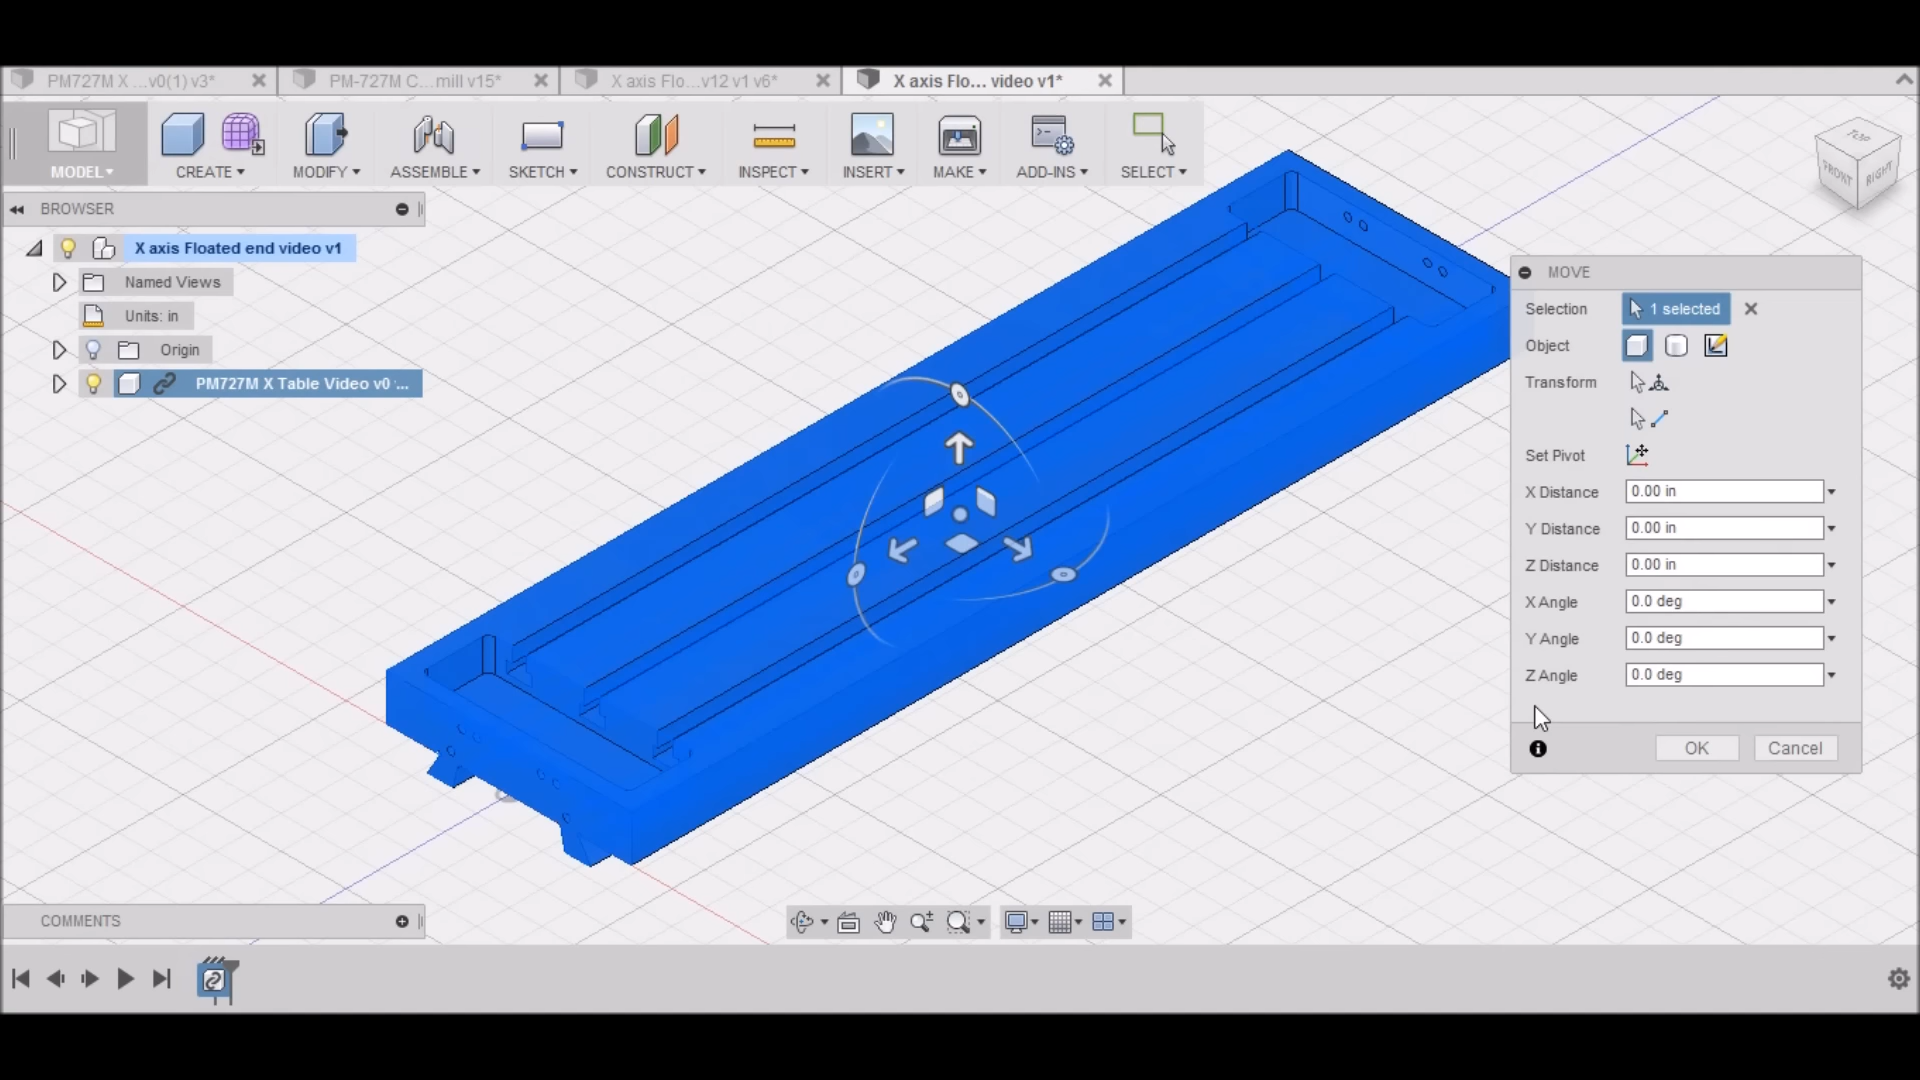 PM727M X ...v0(1) v3*
PM-727M C...mill v15*
X axis Flo...v12 v1 v6*
X axis Flo... video v1*
MODEL
CREATE
MODIFY
ASSEMBLE
SKETCH
CONSTRUCT
INSPECT
INSERT
MAKE
ADD-INS
SELECT
TOP
FRONT
RIGHT
BROWSER
X axis Floated end video v1
Named Views
Units: in
Origin
PM727M X Table Video v0 ...
MOVE
Selection
1 selected
Object
Transform
Set Pivot
X Distance 0.00 in
Y Distance 0.00 in
Z Distance 0.00 in
X Angle 0.0 deg
Y Angle 0.0 deg
Z Angle 0.0 deg
OK
Cancel
COMMENTS